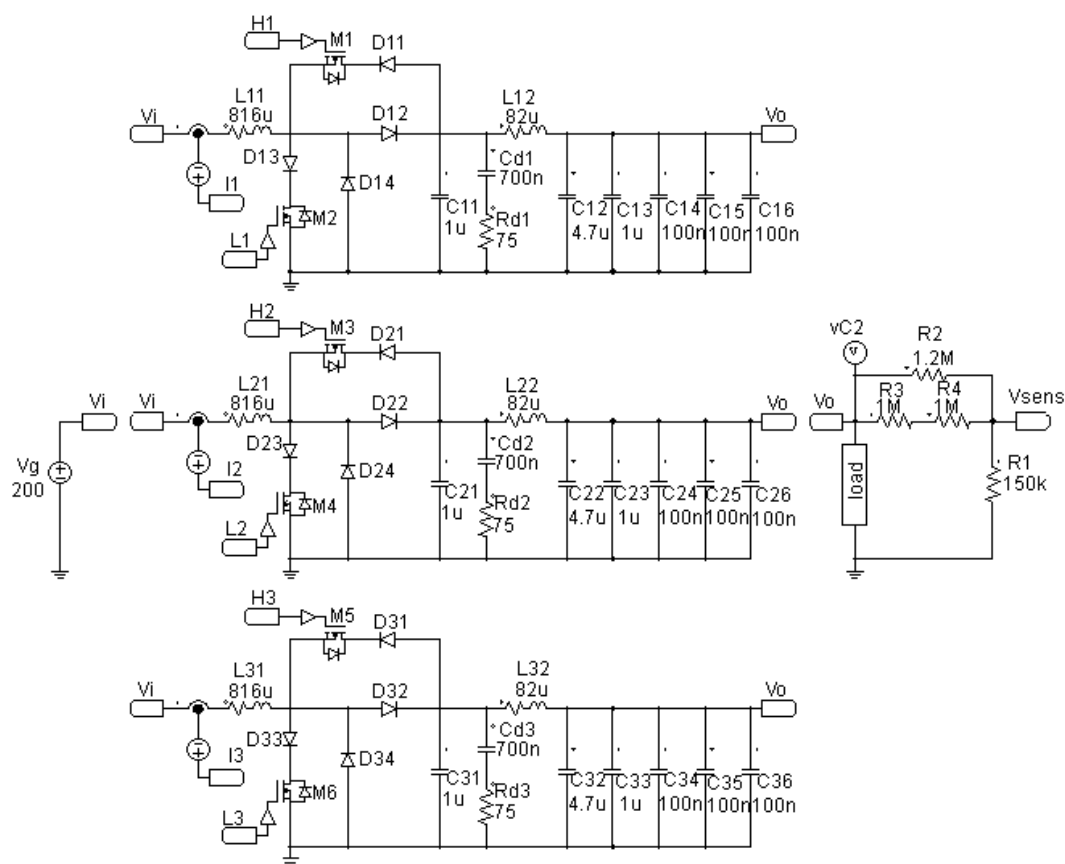 H1
M1
D11
Vi
L11
816u
D12
L12
82u
Vo
D13
I1
D14
Cd1
700n
C11
1u
Rd1
75
C12
4.7u
C13
1u
C14
100n
C15
100n
C16
100n
M2
L1
H2
M3
D21
Vi
Vi
L21
816u
D22
L22
82u
Vo
Vg
200
D23
I2
D24
Cd2
700n
C21
1u
Rd2
75
C22
4.7u
C23
1u
C24
100n
C25
100n
C26
100n
M4
L2
vC2
R2
1.2M
Vo
R3
1M
R4
1M
Vsens
load
R1
150k
H3
M5
D31
Vi
L31
816u
D32
L32
82u
Vo
D33
I3
D34
Cd3
700n
C31
1u
Rd3
75
C32
4.7u
C33
1u
C34
100n
C35
100n
C36
100n
M6
L3